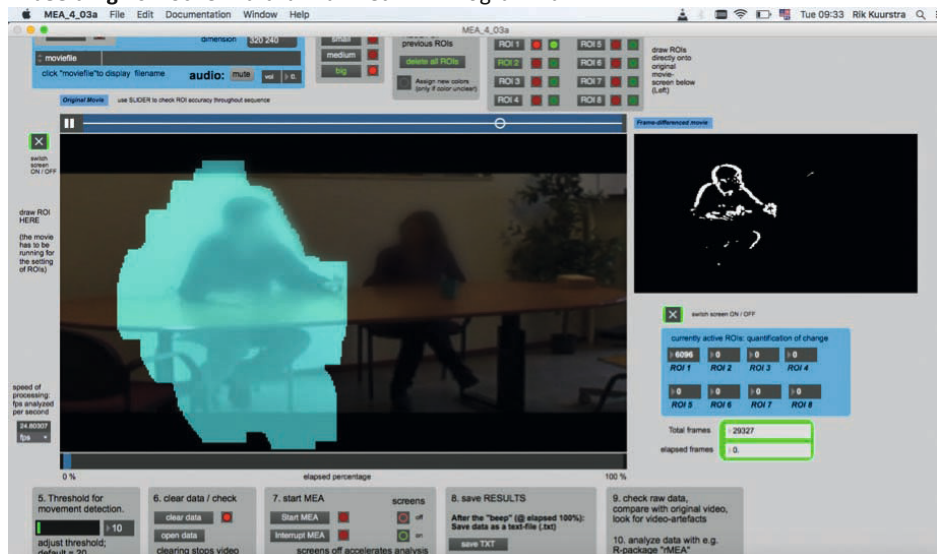 MEA_4_03a File Edit Documentation Window Help Tue 09:33 Rik Kuurstra
MEA_4_03a
dimension 320 240
moviefile
click "moviefile"to display filename audio: mute vol 0.
medium
big
previous ROIs
delete all ROIs
Assign new colors
(only if color unclear)
ROI 1 ROI 5
ROI 2 ROI 6
ROI 3 ROI 7
ROI 4 ROI 8
draw ROIs
directly onto
original
movie-
screen below
(Left)
Original Movie use SLIDER to check ROI accuracy throughout sequence
Frame-differenced movie
switch
screen
ON / OFF
draw ROI
HERE
(the movie
has to be
running for
the setting
of ROIs)
speed of
processing:
fps analyzed
per second
24.80307
fps
switch screen ON / OFF
currently active ROIs: quantification of change
6096 0 0 0
ROI 1 ROI 2 ROI 3 ROI 4
0 0 0 0
ROI 5 ROI 6 ROI 7 ROI 8
Total frames 29327
elapsed frames 0.
0 % elapsed percentage 100 %
5. Threshold for
movement detection.
10
adjust threshold;
default = 20
6. clear data / check
clear data
open data
clearing stops video
7. start MEA screens
Start MEA off
Interrupt MEA on
screens off accelerates analysis
8. save RESULTS
After the "beep" (@ elapsed 100%):
Save data as a text-file (.txt)
save TXT
9. check raw data,
compare with original video,
look for video-artefacts
10. analyze data with e.g.
R-package "rMEA"